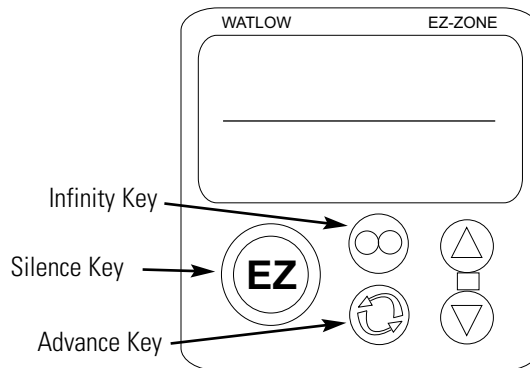 WATLOW EZ-ZONE
Infinity Key
Silence Key
EZ
Advance Key